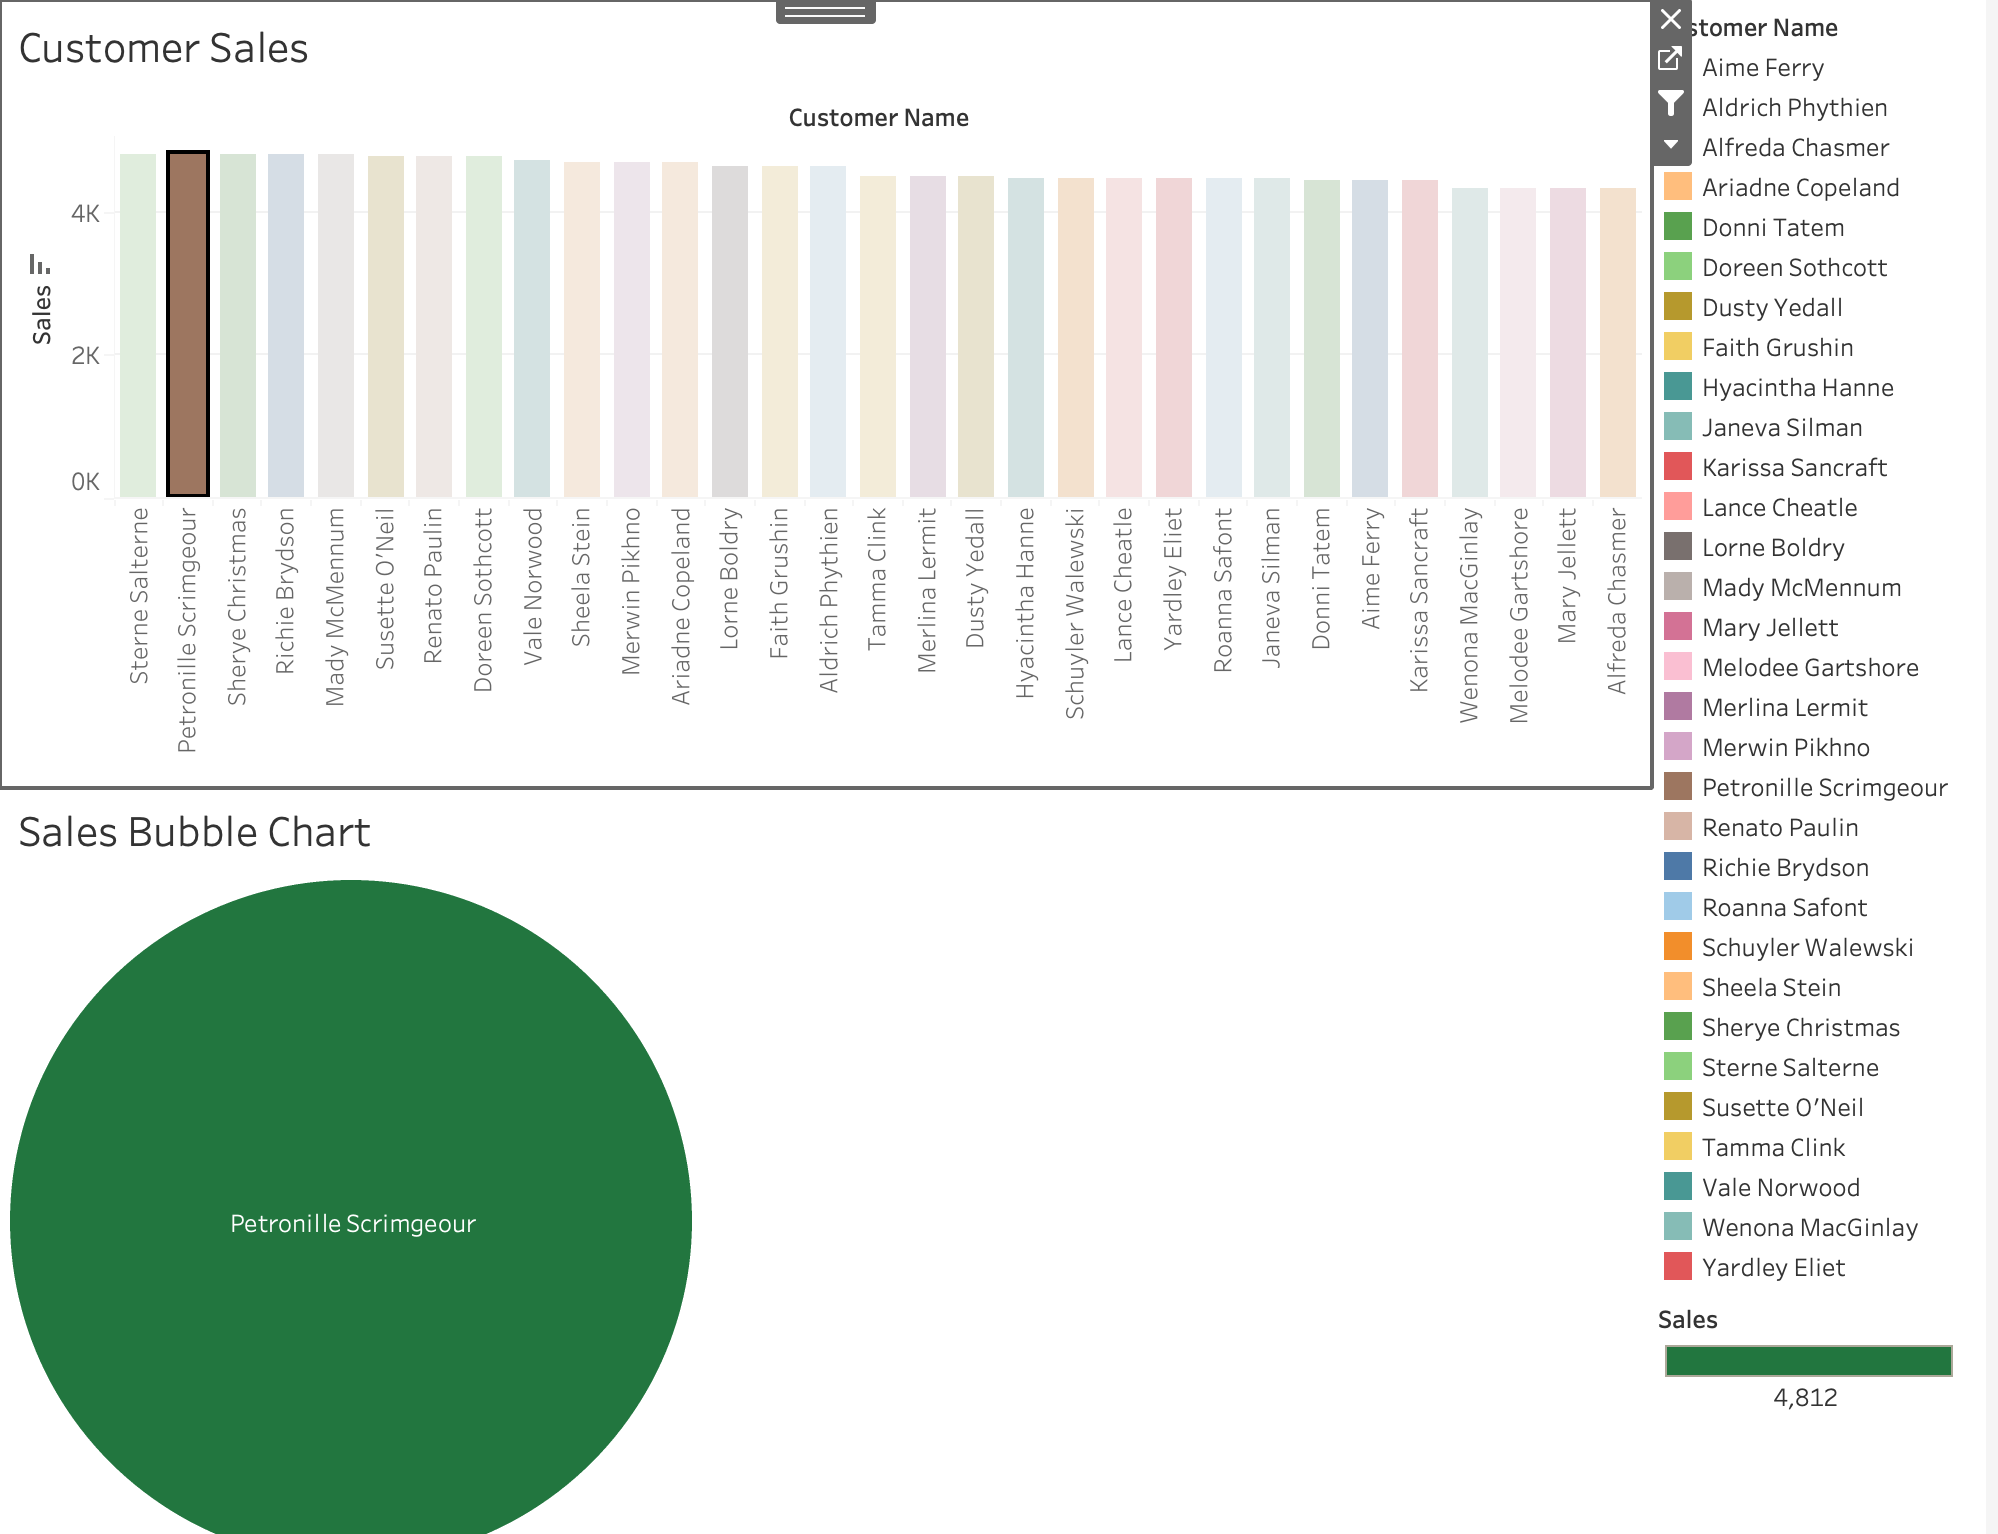 Customer Sales
Customer Name
4K
2K
0K
Sales
Sterne Salterne
Petronille Scrimgeour
Sherye Christmas
Richie Brydson
Mady McMennum
Susette O'Neil
Renato Paulin
Doreen Sothcott
Vale Norwood
Sheela Stein
Merwin Pikhno
Ariadne Copeland
Lorne Boldry
Faith Grushin
Aldrich Phythien
Tamma Clink
Merlina Lermit
Dusty Yedall
Hyacintha Hanne
Schuyler Walewski
Lance Cheatle
Yardley Eliet
Roanna Safont
Janeva Silman
Donni Tatem
Aime Ferry
Karissa Sancraft
Wenona MacGinlay
Melodee Gartshore
Mary Jellett
Alfreda Chasmer
Sales Bubble Chart
Petronille Scrimgeour
stomer Name
Aime Ferry
Aldrich Phythien
Alfreda Chasmer
Ariadne Copeland
Donni Tatem
Doreen Sothcott
Dusty Yedall
Faith Grushin
Hyacintha Hanne
Janeva Silman
Karissa Sancraft
Lance Cheatle
Lorne Boldry
Mady McMennum
Mary Jellett
Melodee Gartshore
Merlina Lermit
Merwin Pikhno
Petronille Scrimgeour
Renato Paulin
Richie Brydson
Roanna Safont
Schuyler Walewski
Sheela Stein
Sherye Christmas
Sterne Salterne
Susette O'Neil
Tamma Clink
Vale Norwood
Wenona MacGinlay
Yardley Eliet
Sales
4,812